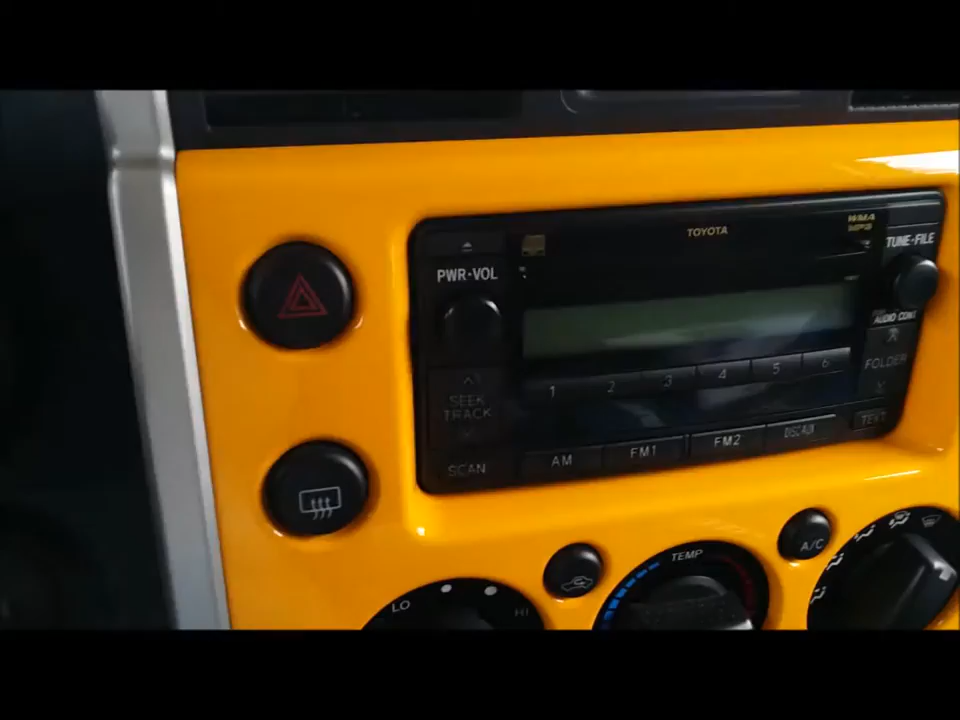 TOYOTA
WMA
MP3
PWR·VOL
TUNE·FILE
AUDIO CONT
1 2 3 4 5 6
FOLDER
SEEK
TRACK
TEXT
SCAN
AM FM1 FM2 DSCAN
TEMP
A/C
LO HI